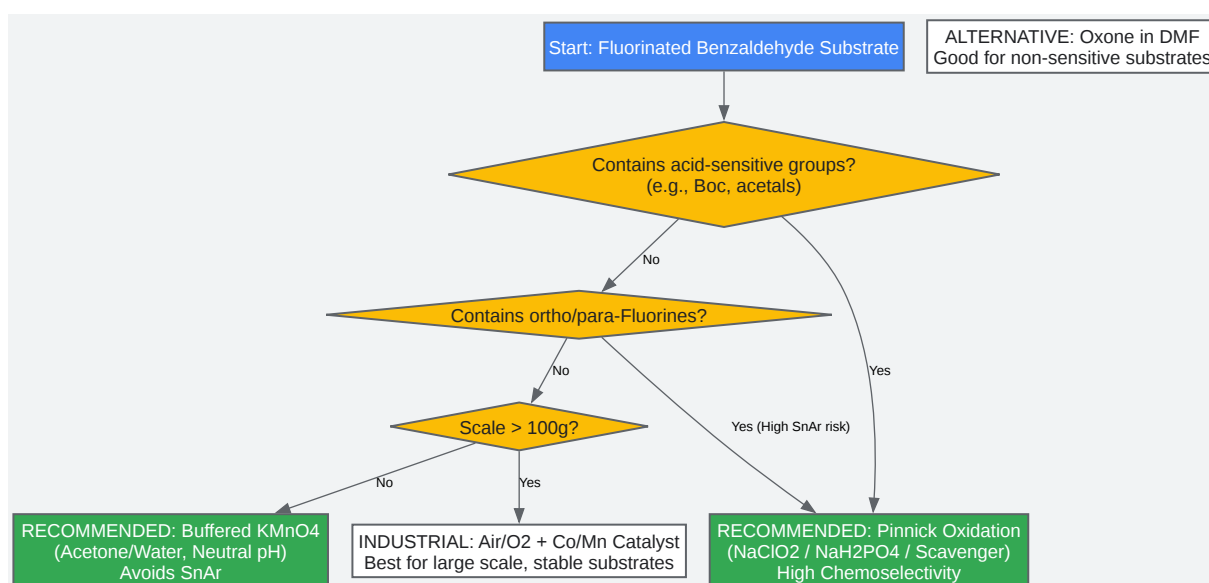 Start: Fluorinated Benzaldehyde Substrate
ALTERNATIVE: Oxone in DMF
Good for non-sensitive substrates
Contains acid-sensitive groups?
(e.g., Boc, acetals)
No
Contains ortho/para-Fluorines?
No
Yes
Scale > 100g?
Yes (High SnAr risk)
No
Yes
RECOMMENDED: Buffered KMnO4
(Acetone/Water, Neutral pH)
Avoids SnAr
INDUSTRIAL: Air/O2 + Co/Mn Catalyst
Best for large scale, stable substrates
RECOMMENDED: Pinnick Oxidation
(NaClO2 / NaH2PO4 / Scavenger)
High Chemoselectivity